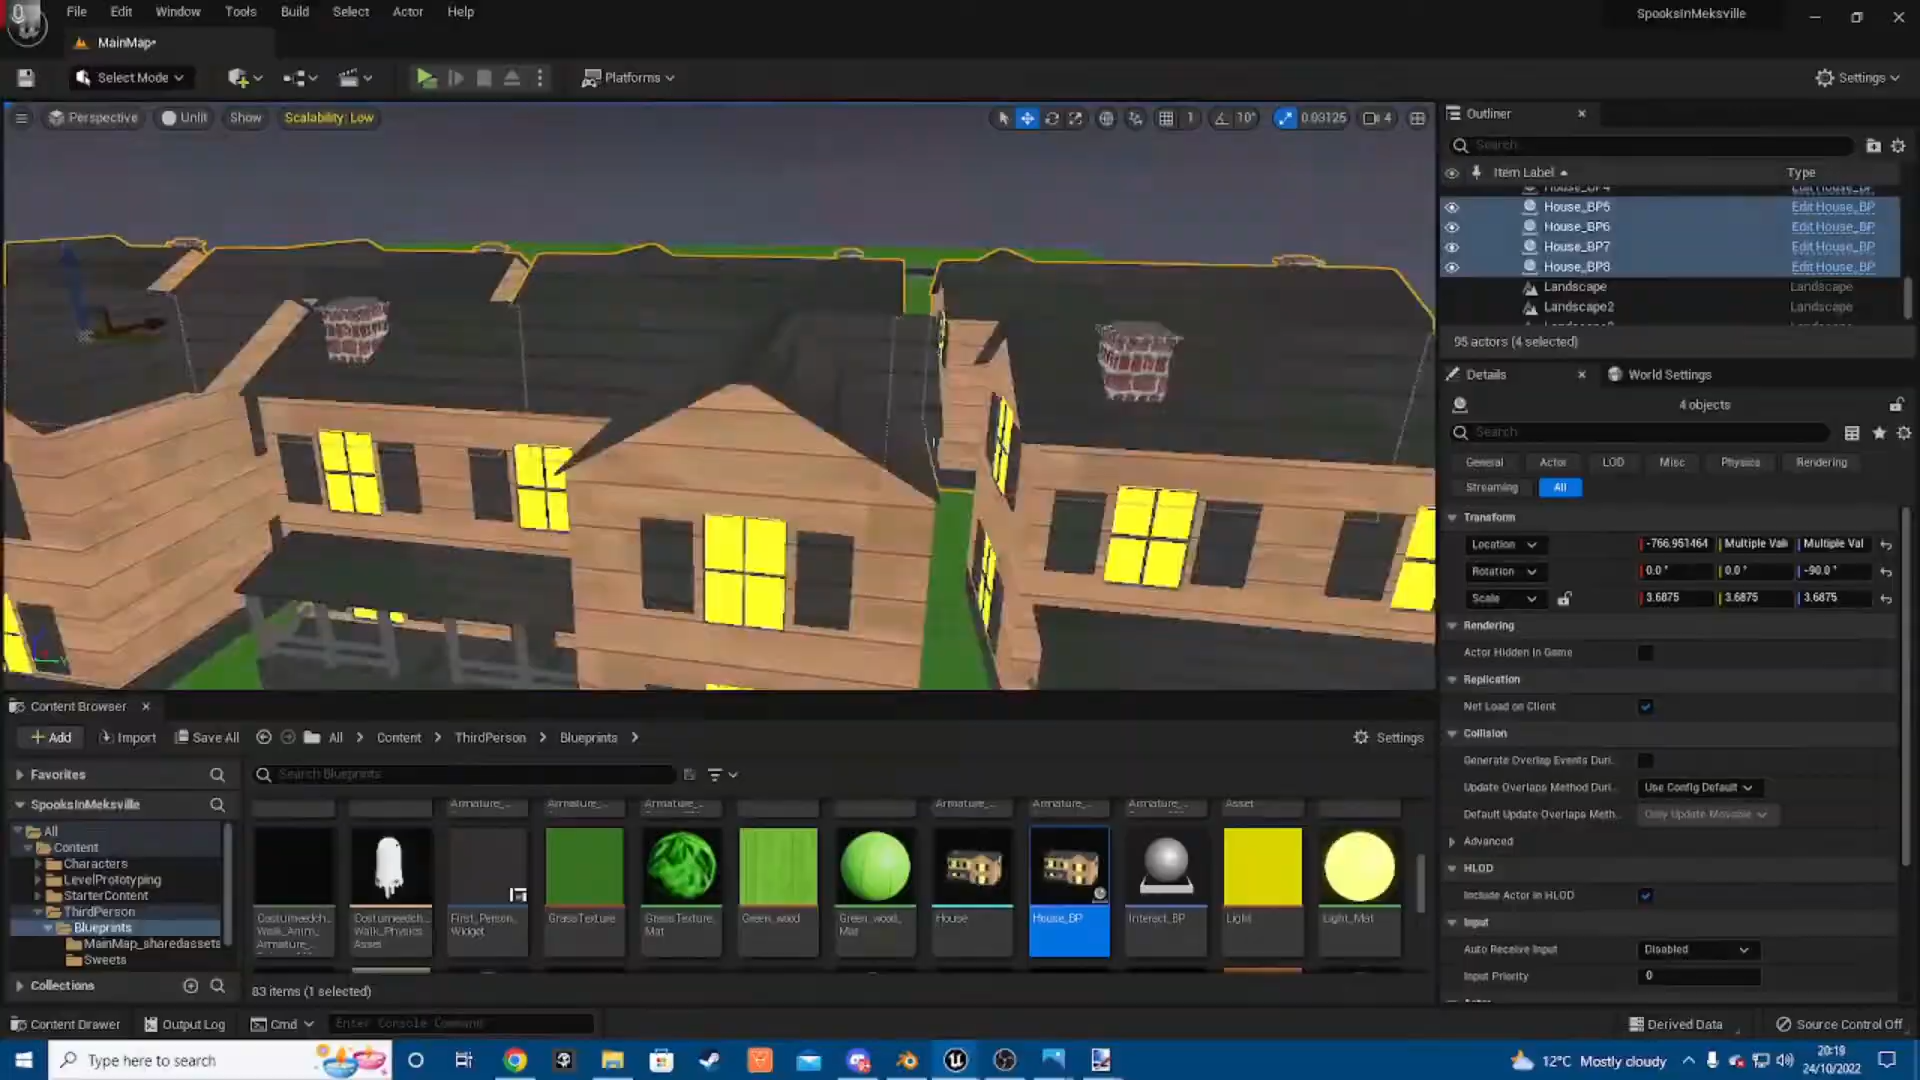 File Edit Window Tools Build Select Actor Help
SpooksInMeksville
MainMap•
Select Mode
Platforms
Settings
Perspective Unlit Show Scalability: Low
1 10° 0.03125 4
Outliner
Search...
Item Label Type
House_BP4 Edit House_BP
House_BP5 Edit House_BP
House_BP6 Edit House_BP
House_BP7 Edit House_BP
House_BP8 Edit House_BP
Landscape Landscape
Landscape2 Landscape
95 actors (4 selected)
Details World Settings
4 objects
Search
General Actor LOD Misc Physics Rendering
Streaming All
Transform
Location -766.951464 Multiple Valu Multiple Val
Rotation 0.0 ° 0.0 ° -90.0 °
Scale 3.6875 3.6875 3.6875
Rendering
Actor Hidden In Game
Replication
Net Load on Client
Collision
Generate Overlap Events Duri.
Update Overlaps Method Duri. Use Config Default
Default Update Overlaps Meth. Only Update Movable
Advanced
HLOD
Include Actor in HLOD
Input
Auto Receive Input Disabled
Input Priority 0
Content Browser
Add Import Save All All Content ThirdPerson Blueprints Settings
Favorites
Search Blueprints
SpooksInMeksville
All
Content
Characters
LevelPrototyping
StarterContent
ThirdPerson
Blueprints
MainMap_sharedassets
Sweets
Collections
Armature_... Armature_... Armature_... Armature_... Armature_... Armature_... Asset
Costumeedch.. Walk_Anim_ Armature_..
Costumeedch.. Walk_Physics Asset
First_Person_ Widget
GrassTexture
GrassTexture_ Mat
Green_wood
Green_wood_ Mat
House
House_BP
Interact_BP
Light
Light_Mat
83 items (1 selected)
Content Drawer Output Log Cmd Enter Console Command
Derived Data Source Control Off
Type here to search
12°C Mostly cloudy
20:19
24/10/2022